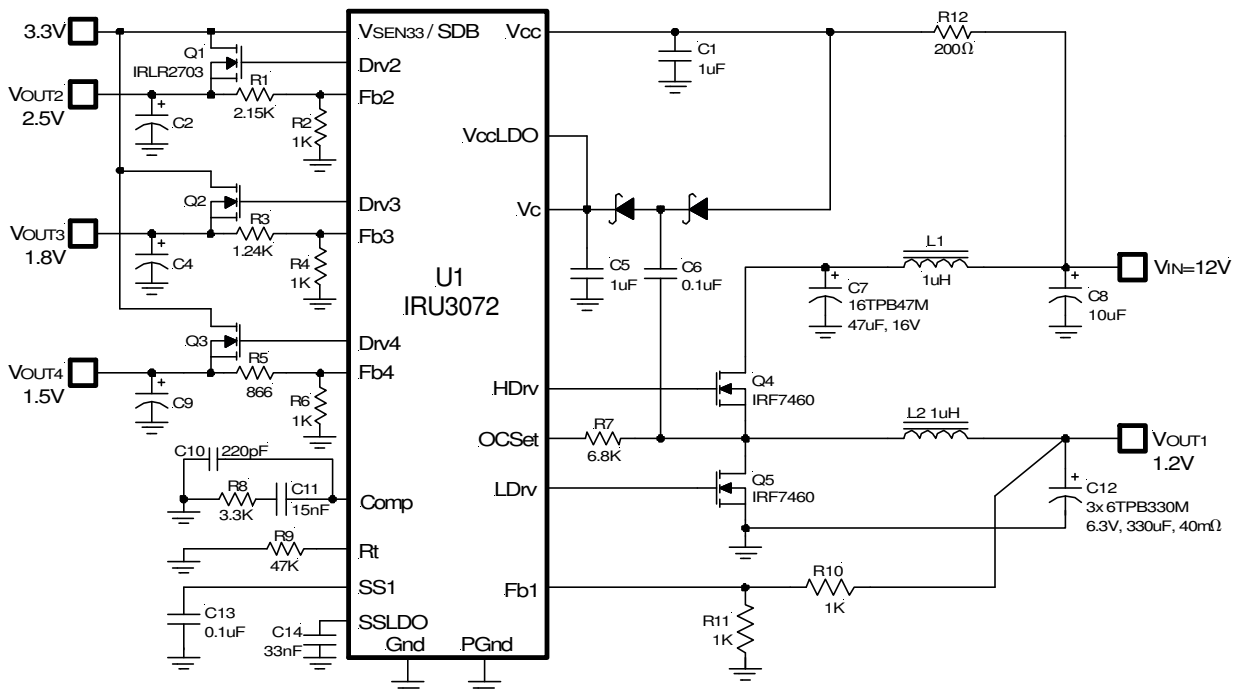 3.3V
VSEN33 / SDB
Vcc
R12
200Ω
Q1
IRLR2703
Drv2
C1
1uF
VOUT2
2.5V
R1
2.15K
Fb2
C2
R2
1K
VccLDO
Q2
Drv3
Vc
VOUT3
1.8V
R3
1.24K
Fb3
C4
R4
1K
U1
IRU3072
C5
1uF
C6
0.1uF
L1
1uH
VIN=12V
C7
16TPB47M
47uF, 16V
C8
10uF
Q3
Drv4
VOUT4
1.5V
R5
866
Fb4
C9
R6
1K
HDrv
Q4
IRF7460
OCSet
R7
6.8K
L2 1uH
VOUT1
1.2V
C10
220pF
R8
3.3K
C11
15nF
Comp
LDrv
Q5
IRF7460
C12
3x 6TPB330M
6.3V, 330uF, 40mΩ
R9
47K
Rt
SS1
Fb1
R10
1K
C13
0.1uF
SSLDO
C14
33nF
R11
1K
Gnd
PGnd